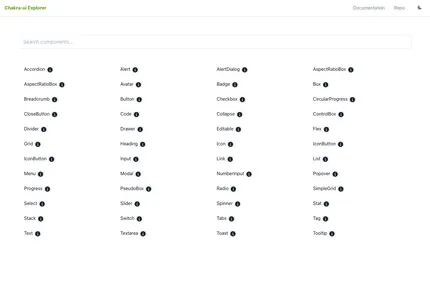 Chakra-ui Explorer Documentation Repo
Search components...
Accordion Alert AlertDialog AspectRatioBox
AspectRatioBox Avatar Badge Box
Breadcrumb Button Checkbox CircularProgress
CloseButton Code Collapse ControlBox
Divider Drawer Editable Flex
Grid Heading Icon IconButton
IconButton Input Link List
Menu Modal NumberInput Popover
Progress PseudoBox Radio SimpleGrid
Select Slider Spinner Stat
Stack Switch Tabs Tag
Text Textarea Toast Tooltip